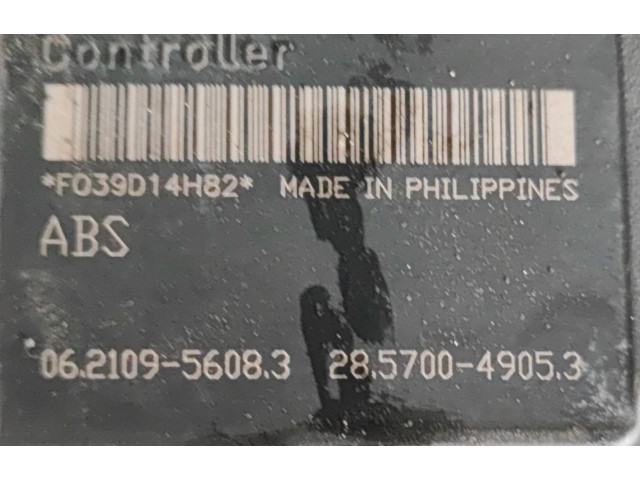 Controller
*F039D14H82* MADE IN PHILIPPINES
ABS
06.2109-5608.3 28.5700-4905.3